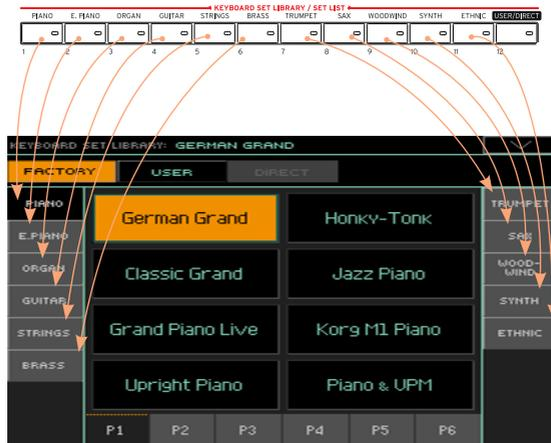 KEYBOARD SET LIBRARY / SET LIST
PIANO E. PIANO ORGAN GUITAR STRINGS BRASS TRUMPET SAX WOODWIND SYNTH ETHNIC USER/DIRECT
1 2 3 4 5 6 7 8 9 10 11 12
KEYBOARD SET LIBRARY: GERMAN GRAND
FACTORY USER DIRECT
PIANO German Grand Honky-Tonk TRUMPET
E.PIANO SAX
ORGAN Classic Grand Jazz Piano WOOD-
WIND
GUITAR SYNTH
STRINGS Grand Piano Live Korg M1 Piano ETHNIC
BRASS
Upright Piano Piano & UPM
P1 P2 P3 P4 P5 P6